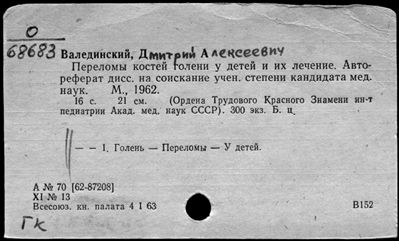 О
68683 Валединский, Дмитрий Алексеевич
Переломы костей голени у детей и их лечение. Авто-
реферат дисс. на соискание учен. степени кандидата мед.
наук. М., 1962.
16 с. 21 см. (Ордена Трудового Красного Знамени ин-т
педиатрии Акад. мед. наук СССР). 300 экз. Б. ц.
— — 1. Голень — Переломы — У детей.
А № 70 [62-87208]
XI № 13
Всесоюз. кн. палата 4 I 63 В152
ГК